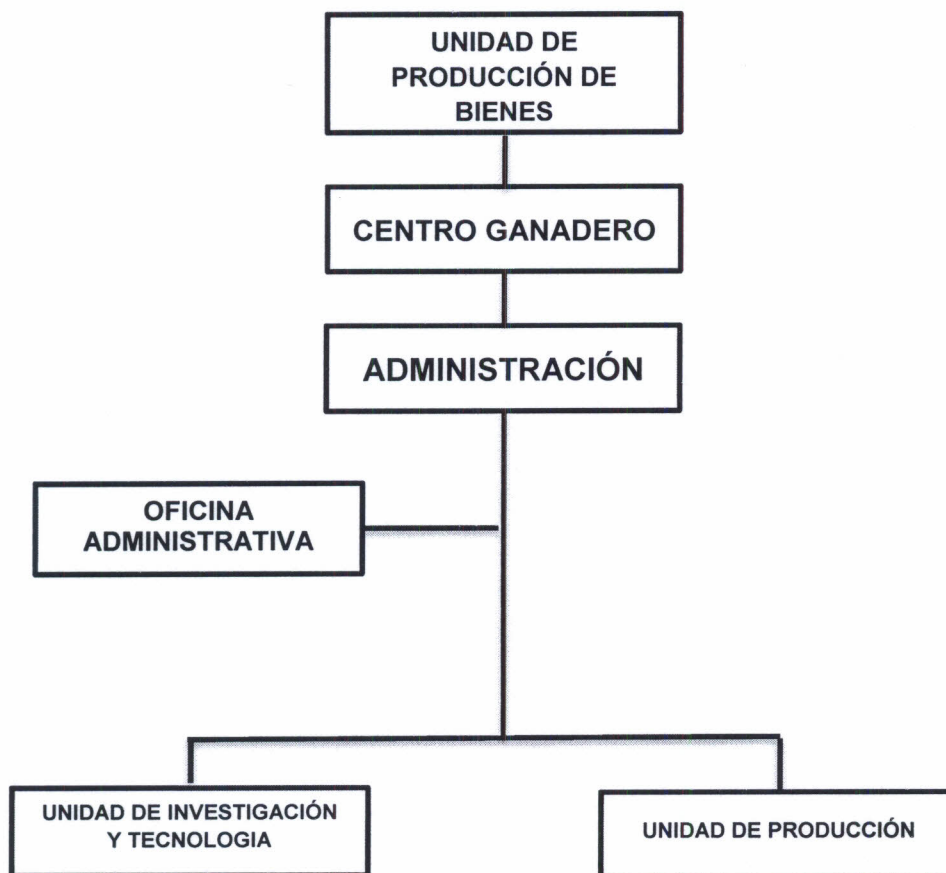 UNIDAD DE
PRODUCCIÓN DE
BIENES
CENTRO GANADERO
ADMINISTRACIÓN
OFICINA
ADMINISTRATIVA
UNIDAD DE INVESTIGACIÓN
Y TECNOLOGIA
UNIDAD DE PRODUCCIÓN